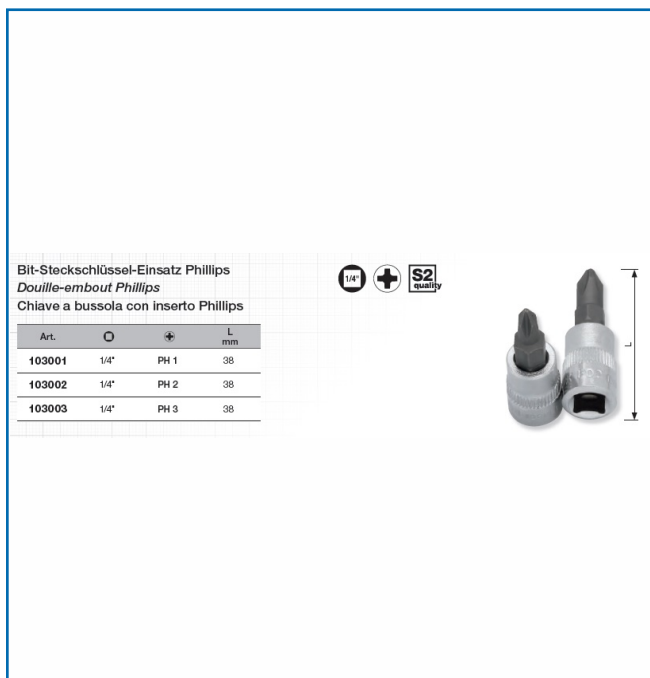 Bit-Steckschlüssel-Einsatz Phillips
Douille-embout Phillips
Chiave a bussola con inserto Phillips
1/4"
S2
quality
Art. L
mm
103001 1/4" PH 1 38
103002 1/4" PH 2 38
103003 1/4" PH 3 38
L